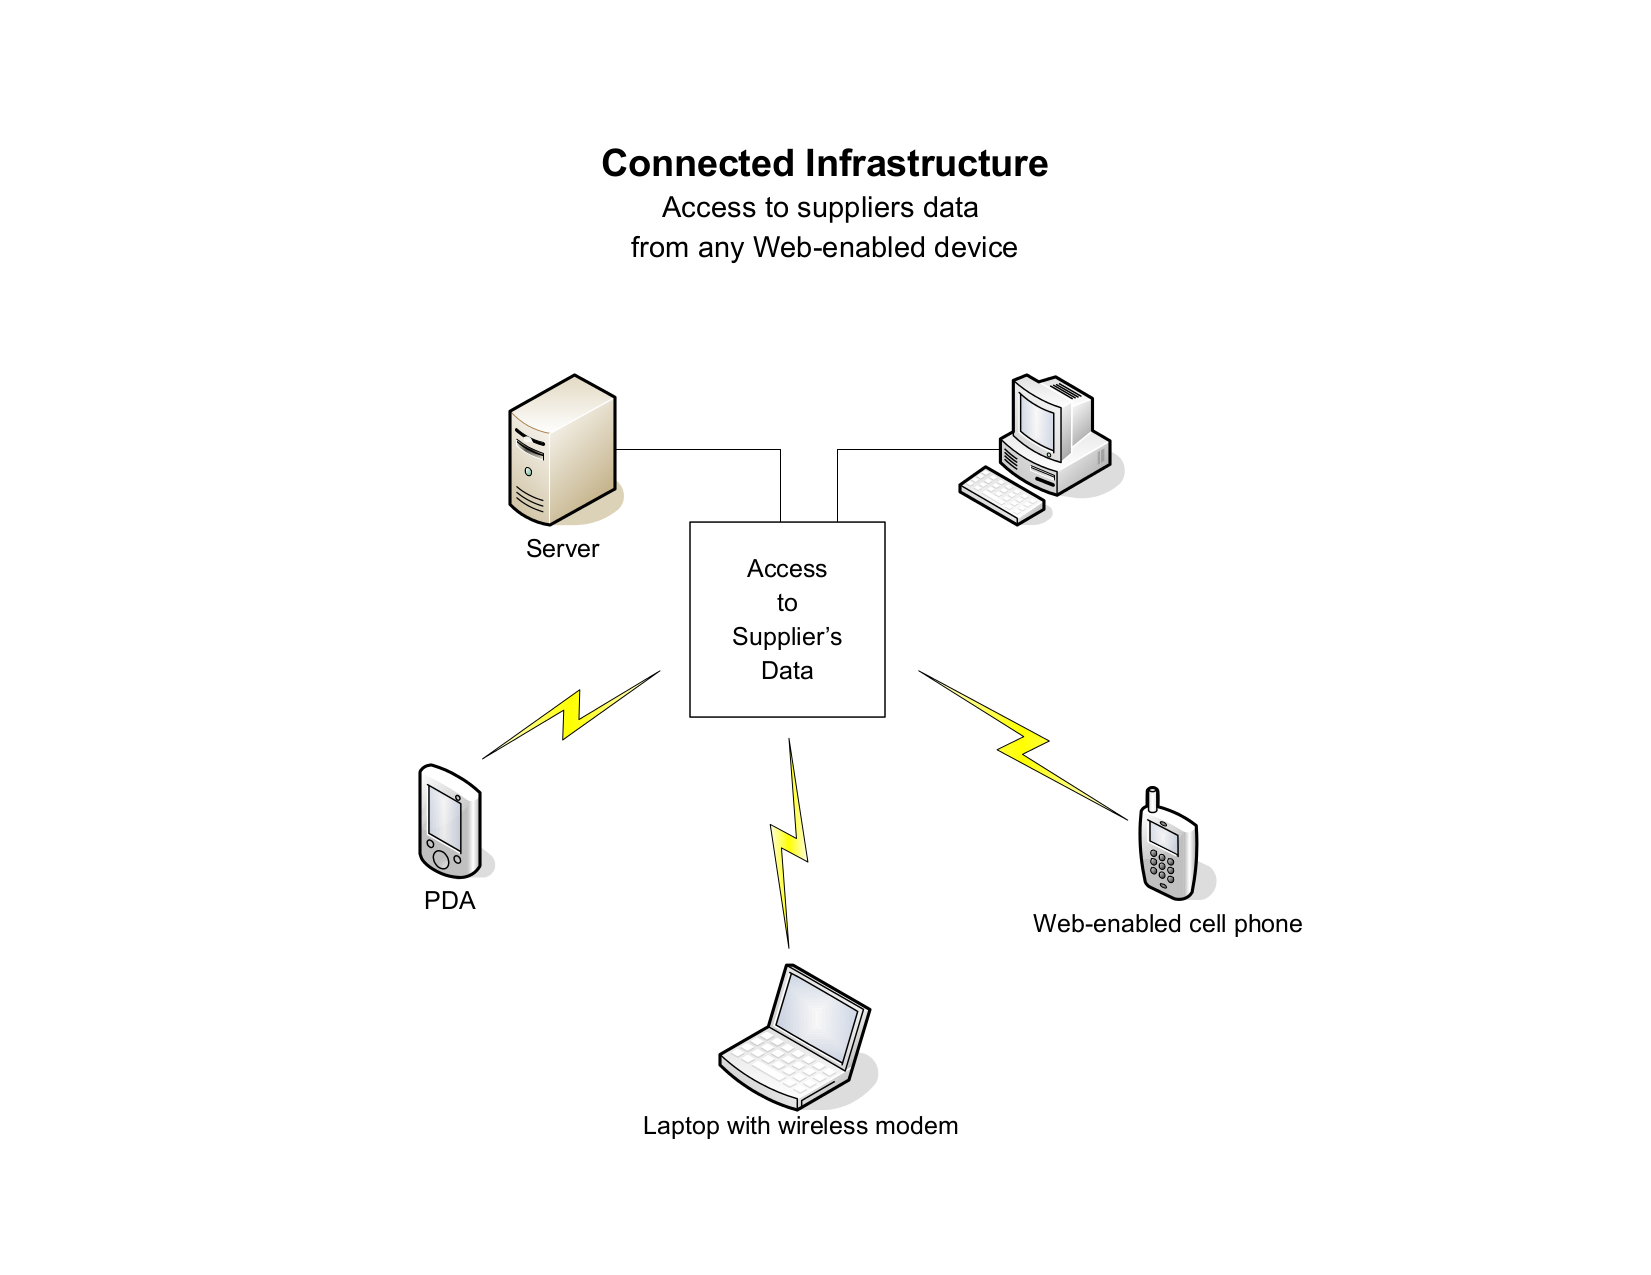 Connected Infrastructure
Access to suppliers data
from any Web-enabled device
Server
Access
to
Supplier’s
Data
PDA
Web-enabled cell phone
Laptop with wireless modem